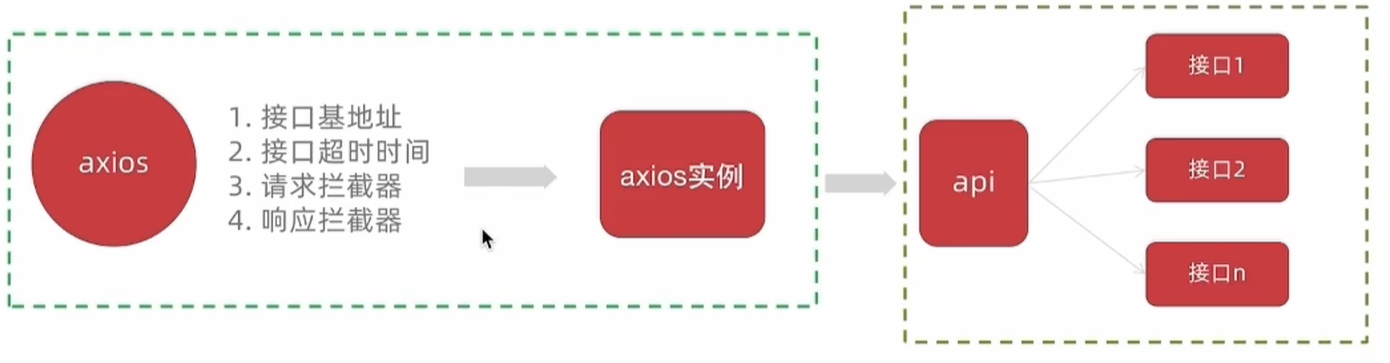 axios
1. 接口基地址
2. 接口超时时间
3. 请求拦截器
4. 响应拦截器
axios实例
api
接口1
接口2
接口n